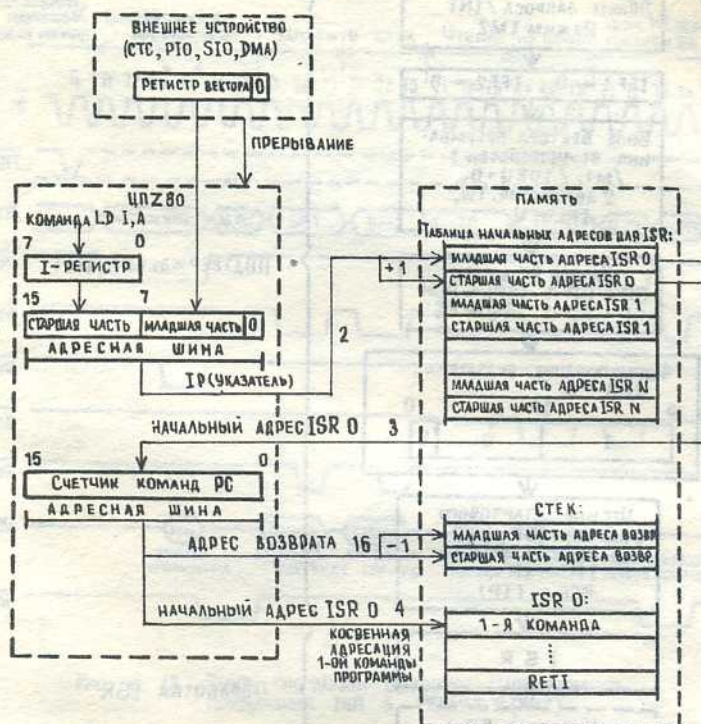 ВНЕШНЕЕ УСТРОЙСТВО
(CTC, PIO, SIO, DMA)
РЕГИСТР ВЕКТОРА 0
ПРЕРЫВАНИЕ
ЦП Z80
КОМАНДА LD I,A
7 0
I-РЕГИСТР
15 7
СТАРШАЯ ЧАСТЬ МЛАДШАЯ ЧАСТЬ 0
АДРЕСНАЯ ШИНА
IP (УКАЗАТЕЛЬ)
2
ПАМЯТЬ
ТАБЛИЦА НАЧАЛЬНЫХ АДРЕСОВ ДЛЯ ISR:
+1
МЛАДШАЯ ЧАСТЬ АДРЕСА ISR 0
СТАРШАЯ ЧАСТЬ АДРЕСА ISR 0
МЛАДШАЯ ЧАСТЬ АДРЕСА ISR 1
СТАРШАЯ ЧАСТЬ АДРЕСА ISR 1
МЛАДШАЯ ЧАСТЬ АДРЕСА ISR N
СТАРШАЯ ЧАСТЬ АДРЕСА ISR N
НАЧАЛЬНЫЙ АДРЕС ISR 0 3
15 0
СЧЕТЧИК КОМАНД PC
АДРЕСНАЯ ШИНА
АДРЕС ВОЗВРАТА 16
-1
СТЕК:
МЛАДШАЯ ЧАСТЬ АДРЕСА ВОЗВР.
СТАРШАЯ ЧАСТЬ АДРЕСА ВОЗВР.
НАЧАЛЬНЫЙ АДРЕС ISR 0 4
КОСВЕННАЯ
АДРЕСАЦИЯ
1-ОЙ КОМАНДЫ
ПРОГРАММЫ
ISR 0:
1-Я КОМАНДА
RETI